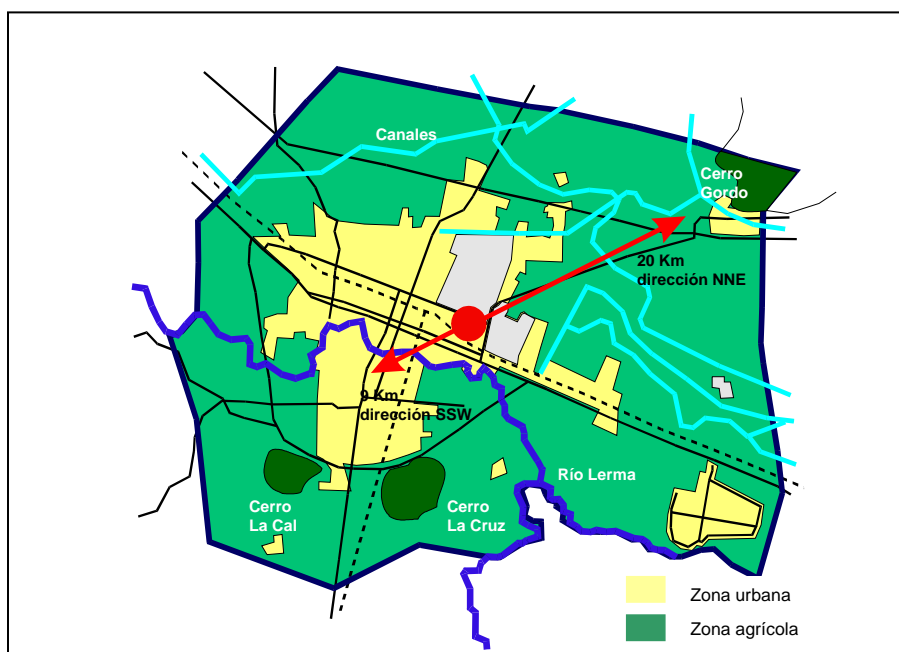 Canales
Cerro
Gordo
20 Km
dirección NNE
9 Km
dirección SSW
Río Lerma
Cerro
La Cal
Cerro
La Cruz
Zona urbana
Zona agrícola